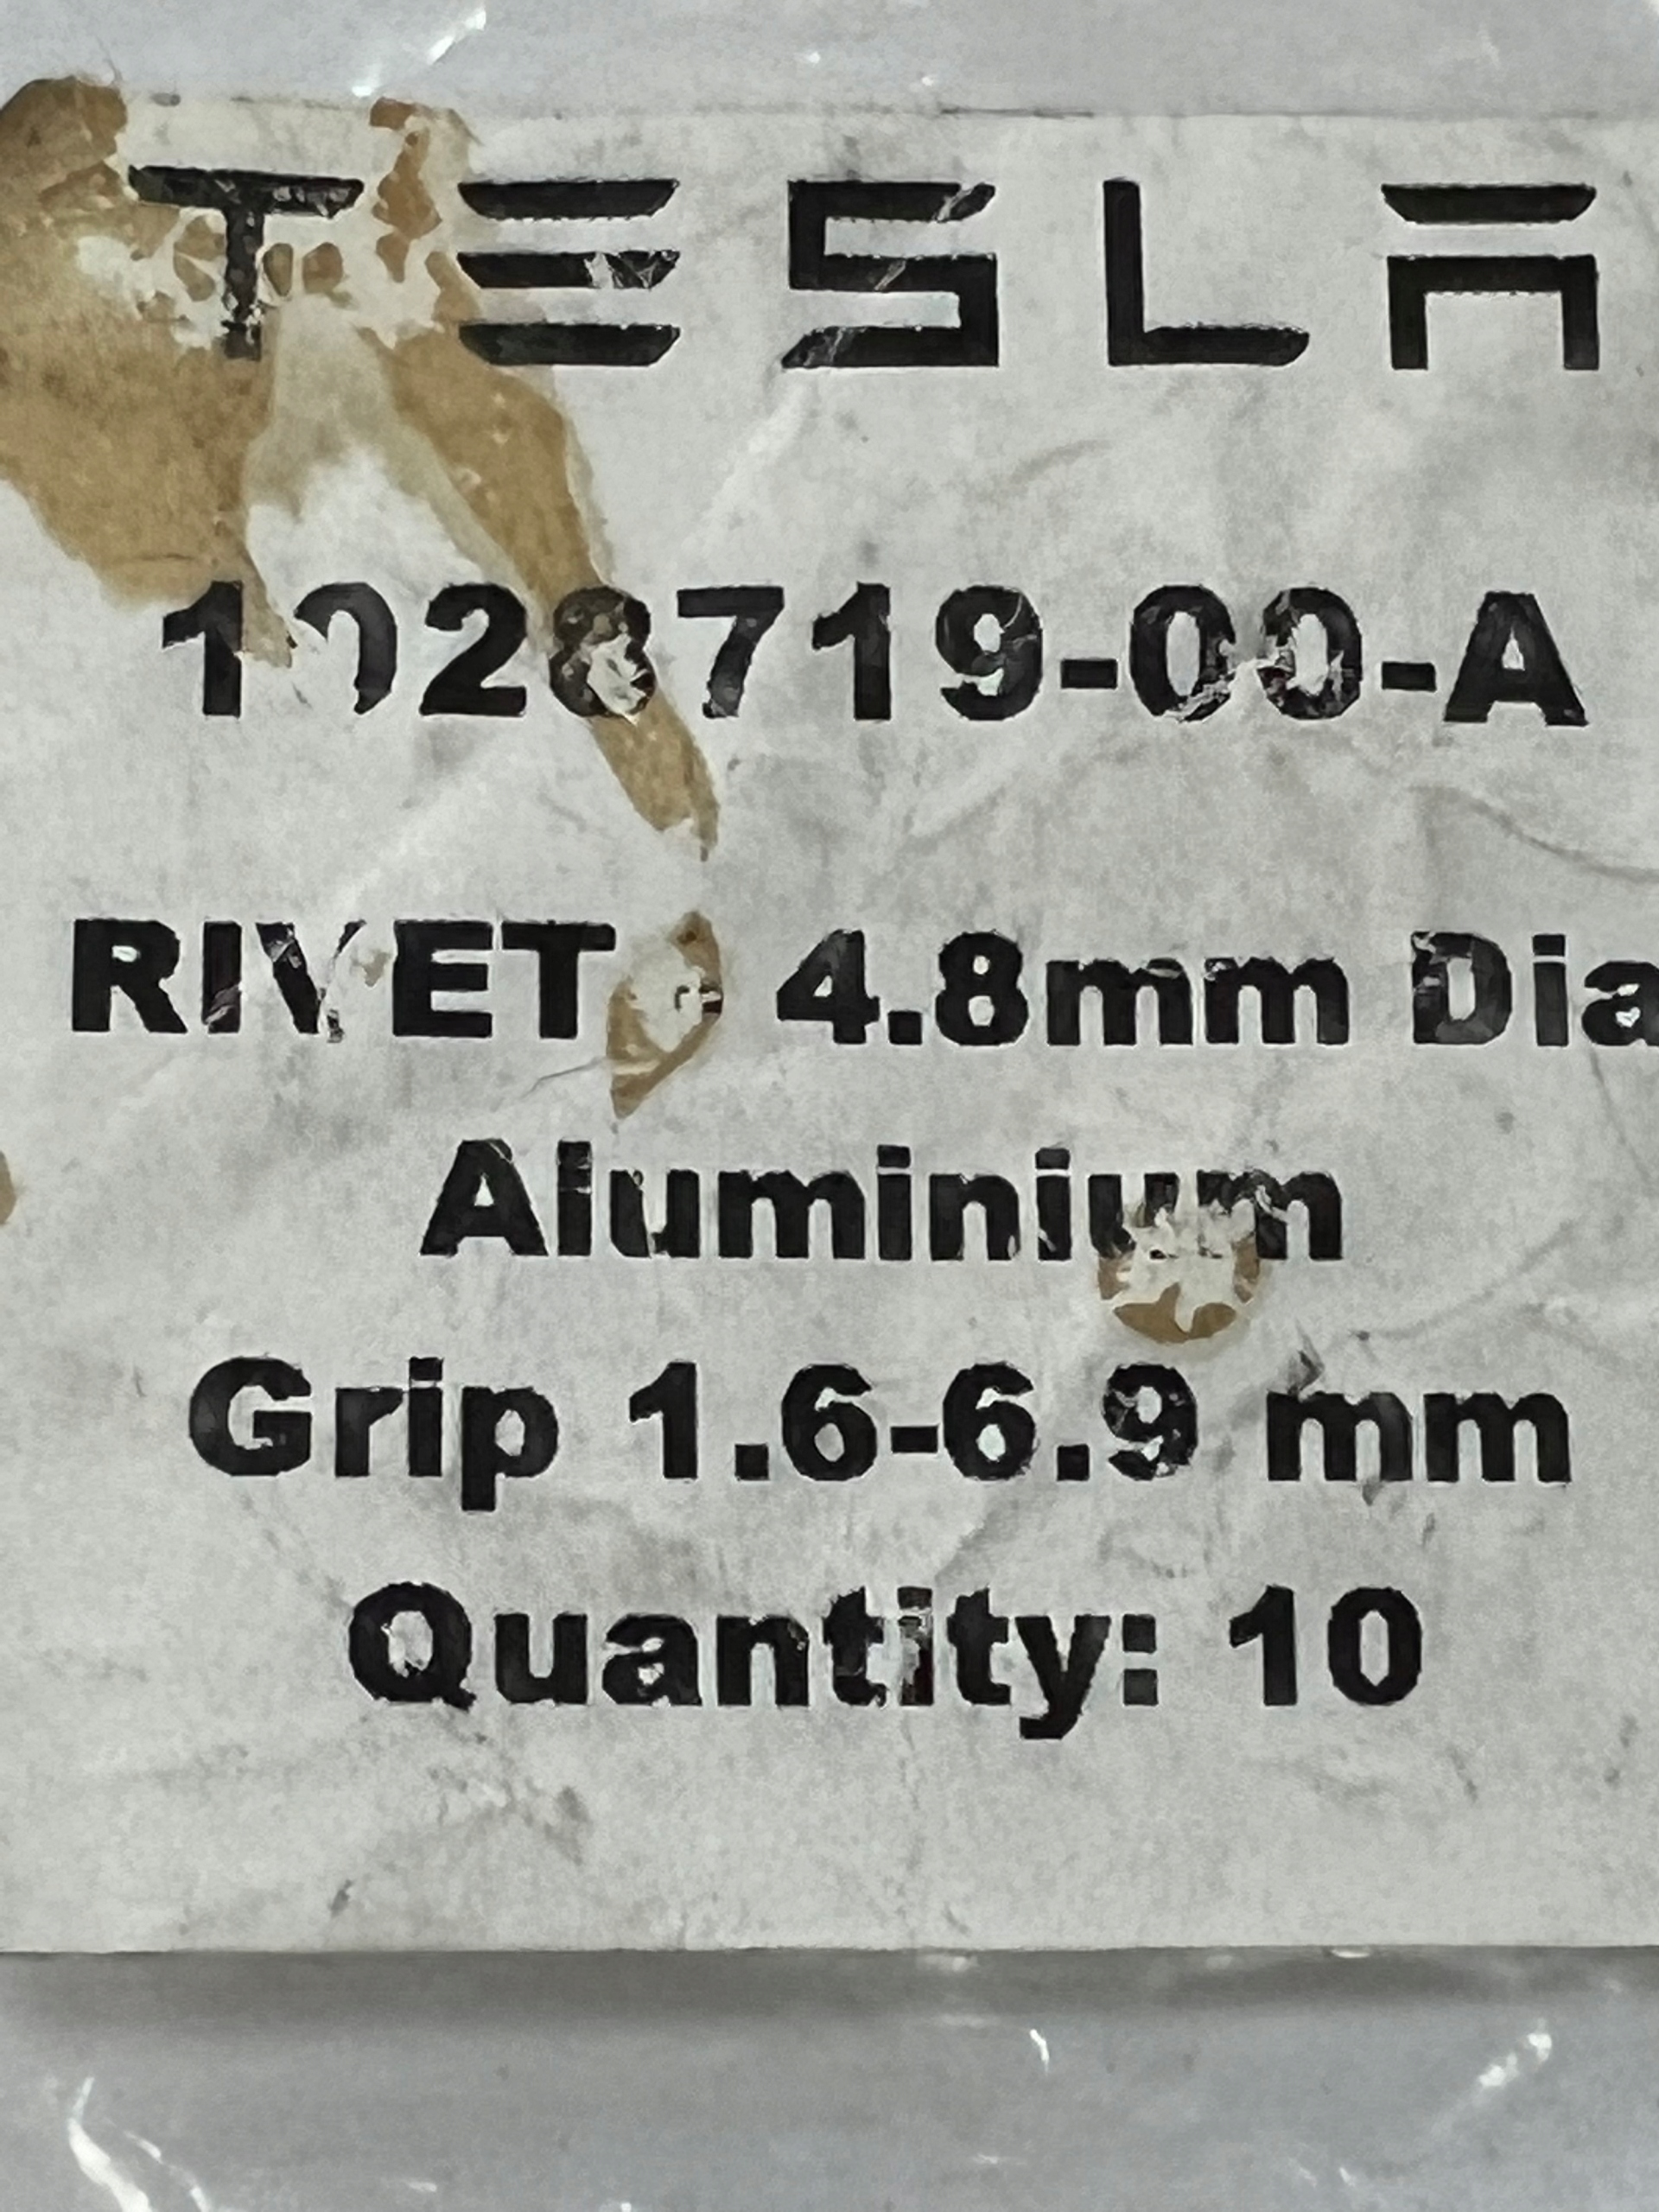 TESLA
1028719-00-A
RIVET, 4.8mm Dia
Aluminium
Grip 1.6-6.9 mm
Quantity: 10